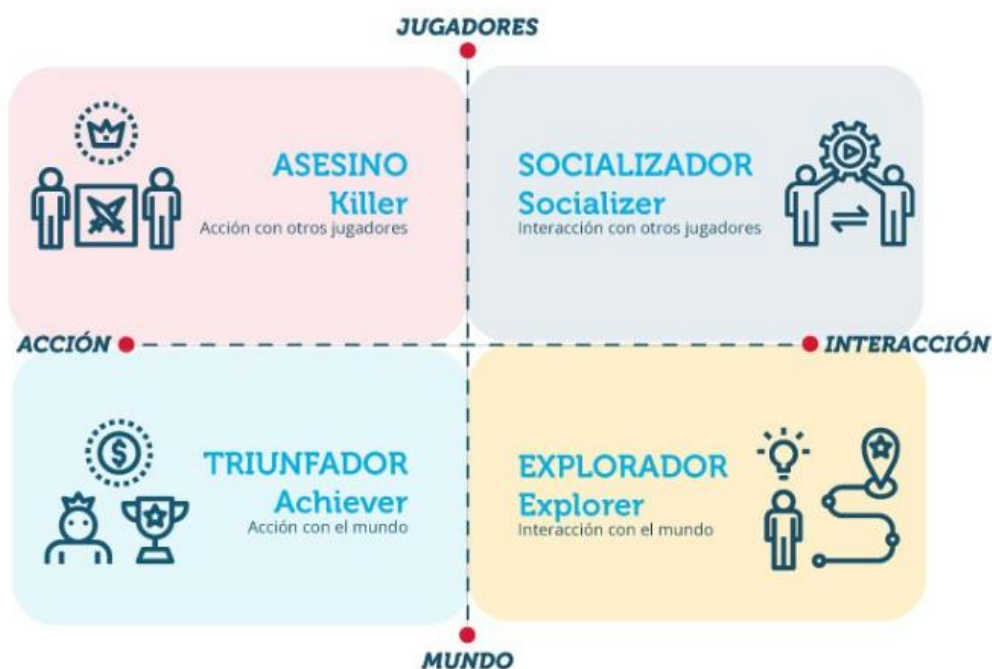 JUGADORES
ASESINO
Killer
Acción con otros jugadores
SOCIALIZADOR
Socializer
Interacción con otros jugadores
ACCIÓN
INTERACCIÓN
$
TRIUNFADOR
Achiever
Acción con el mundo
EXPLORADOR
Explorer
Interacción con el mundo
MUNDO